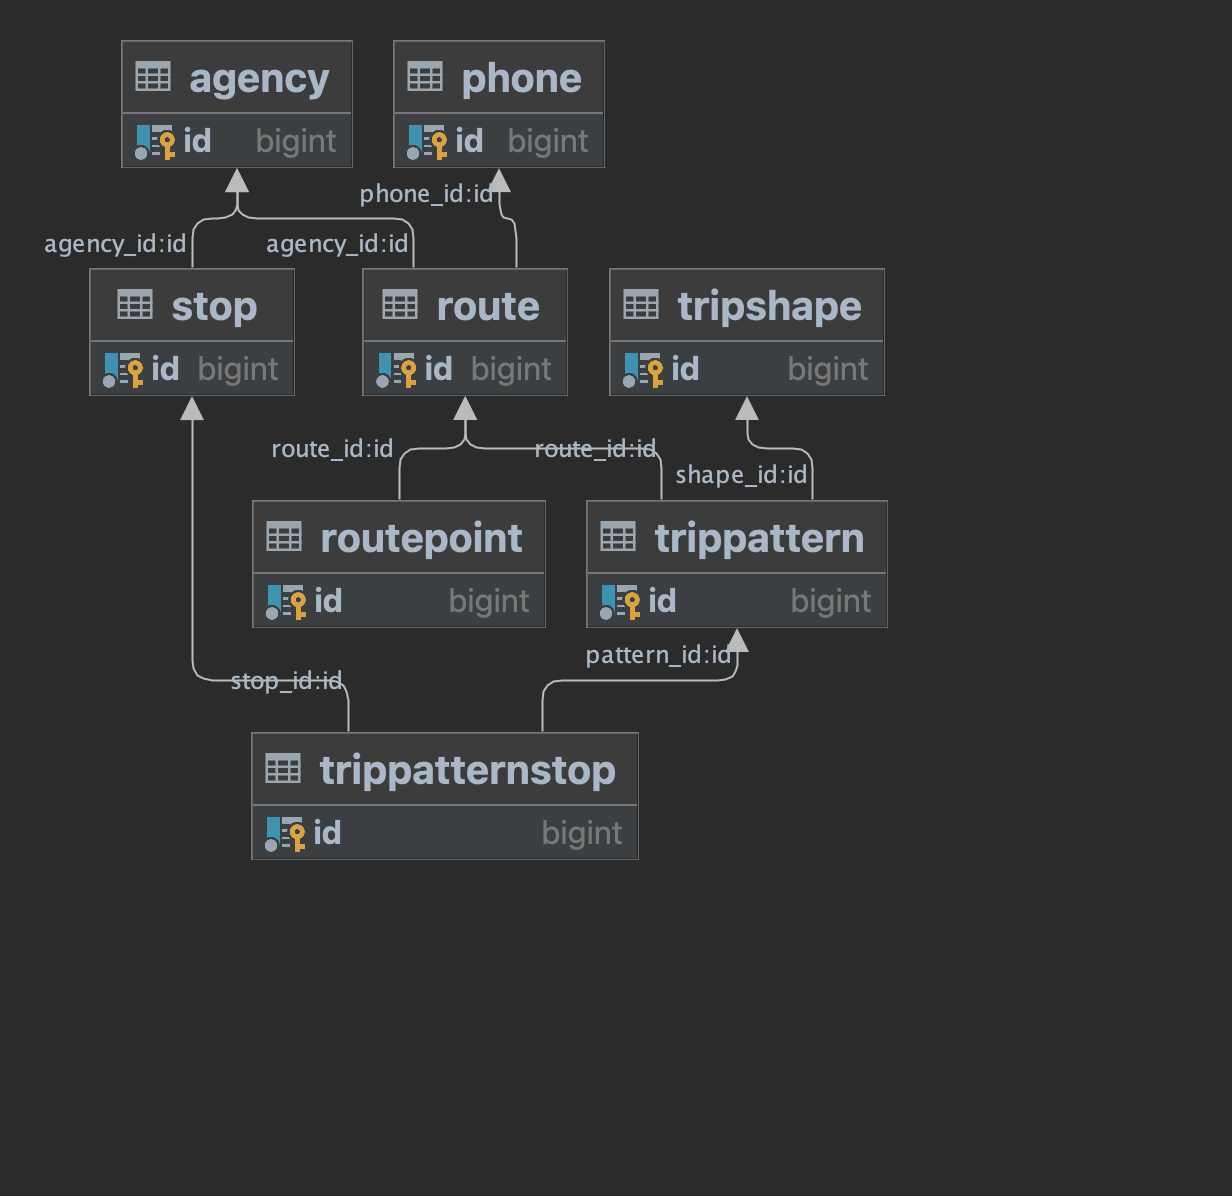 agency
phone
id bigint
id bigint
phone_id:id
agency_id:id
agency_id:id
stop
route
tripshape
id bigint
id bigint
id bigint
route_id:id
route_id:id
shape_id:id
routepoint
trippattern
id bigint
id bigint
pattern_id:id
stop_id:id
trippatternstop
id bigint